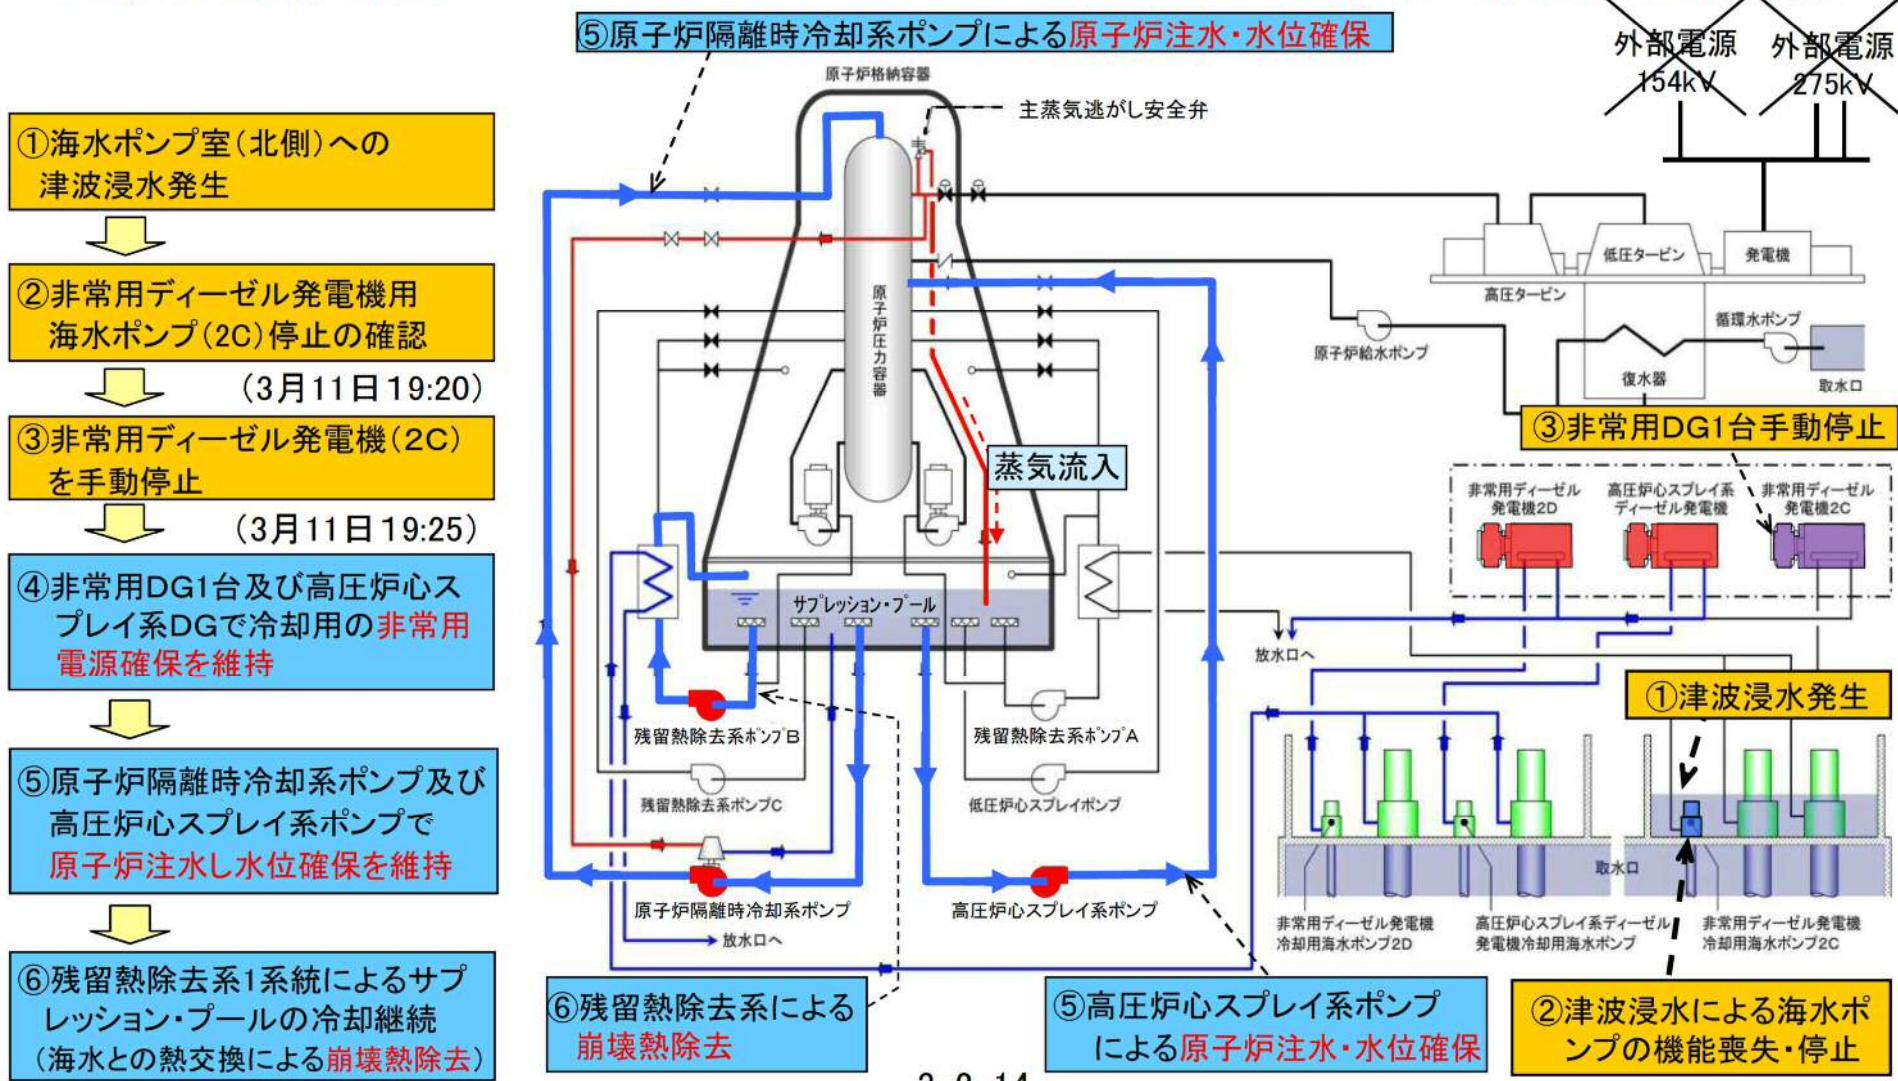 ⑤原子炉隔離時冷却系ポンプによる原子炉注水・水位確保
外部電源
154kV
外部電源
275kV
原子炉格納容器
主蒸気逃がし安全弁
①海水ポンプ室(北側)への
津波浸水発生
②非常用ディーゼル発電機用
海水ポンプ(2C)停止の確認
(3月11日19:20)
③非常用ディーゼル発電機(2C)
を手動停止
(3月11日19:25)
④非常用DG1台及び高圧炉心ス
プレイ系DGで冷却用の非常用
電源確保を維持
⑤原子炉隔離時冷却系ポンプ及び
高圧炉心スプレイ系ポンプで
原子炉注水し水位確保を維持
⑥残留熱除去系1系統によるサプ
レッション・プールの冷却継続
(海水との熱交換による崩壊熱除去)
原子炉圧力容器
蒸気流入
サプレッション・プール
残留熱除去系ポンプB
残留熱除去系ポンプA
残留熱除去系ポンプC
低圧炉心スプレイポンプ
原子炉隔離時冷却系ポンプ
高圧炉心スプレイ系ポンプ
放水口へ
放水口へ
低圧タービン
発電機
高圧タービン
循環水ポンプ
原子炉給水ポンプ
復水器
取水口
③非常用DG1台手動停止
非常用ディーゼル
発電機2D
高圧炉心スプレイ系
ディーゼル発電機
非常用ディーゼル
発電機2C
①津波浸水発生
取水口
非常用ディーゼル発電機
冷却用海水ポンプ2D
高圧炉心スプレイ系ディーゼル
発電機冷却用海水ポンプ
非常用ディーゼル発電機
冷却用海水ポンプ2C
⑥残留熱除去系による
崩壊熱除去
⑤高圧炉心スプレイ系ポンプ
による原子炉注水・水位確保
②津波浸水による海水ポ
ンプの機能喪失・停止